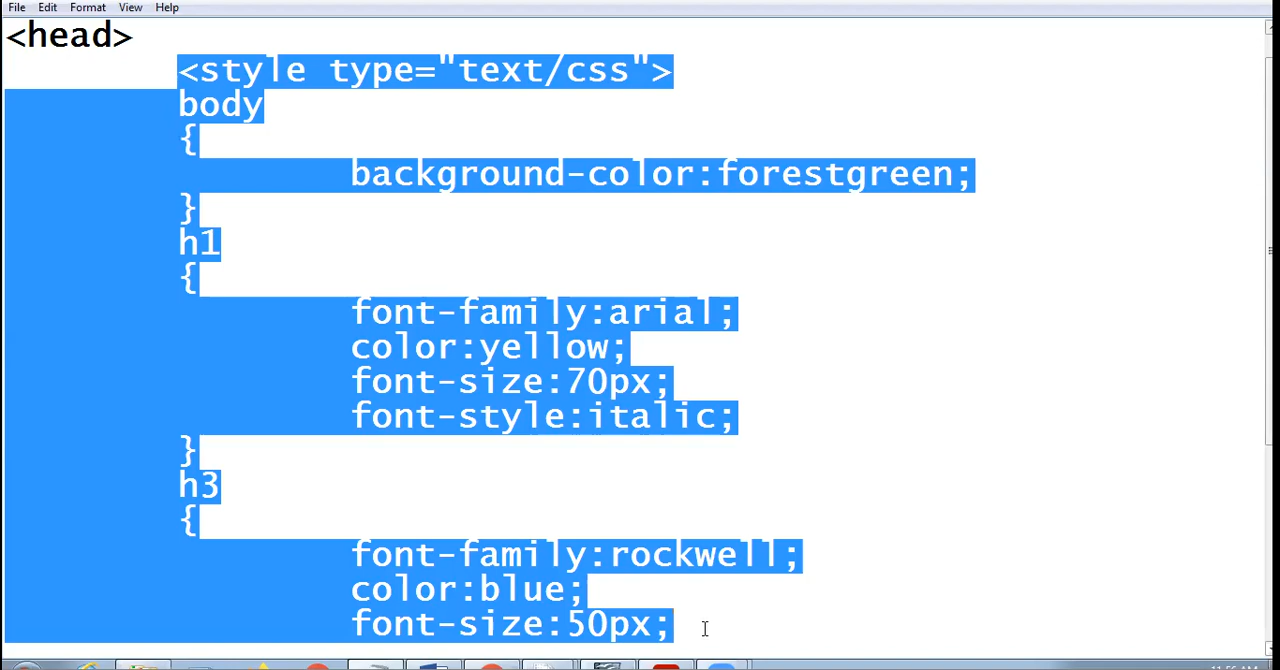 File Edit Format View Help
<head>
<style type="text/css">
body
{
background-color:forestgreen;
}
h1
{
font-family:arial;
color:yellow;
font-size:70px;
font-style:italic;
}
h3
{
font-family:rockwell;
color:blue;
font-size:50px;